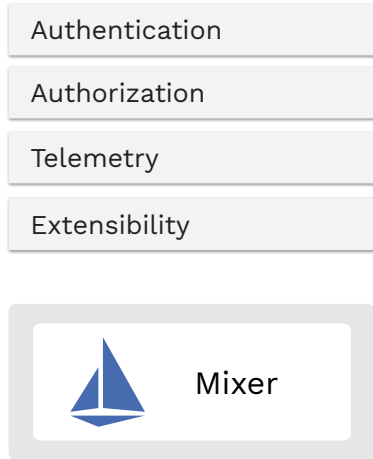 Authentication
Authorization
Telemetry
Extensibility
Mixer